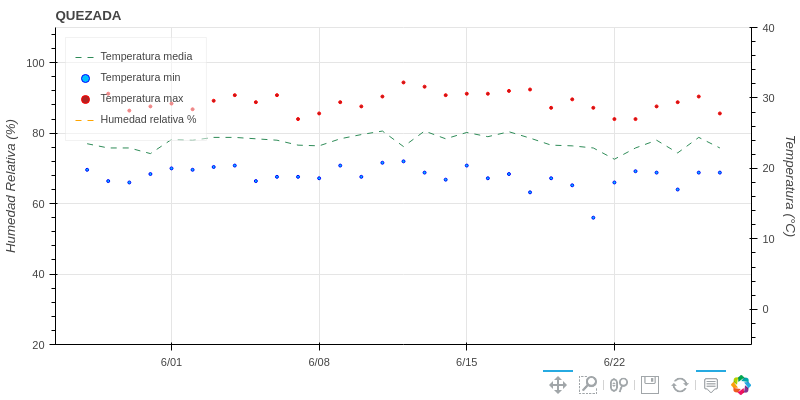 QUEZADA
Temperatura media
Temperatura min
Temperatura max
Humedad relativa %
100
80
60
40
20
Humedad Relativa (%)
40
30
20
10
0
Temperatura (°C)
6/01
6/08
6/15
6/22